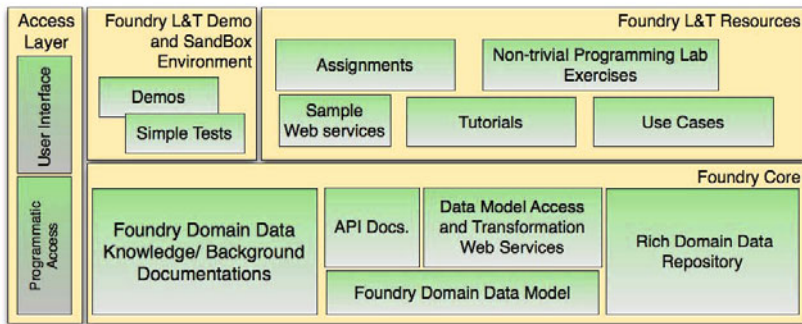 Access
Layer
User Interface
Programmatic
Access
Foundry L&T Demo
and SandBox
Environment
Demos
Simple Tests
Foundry L&T Resources
Assignments
Non-trivial Programming Lab
Exercises
Sample
Web services
Tutorials
Use Cases
Foundry Core
Foundry Domain Data
Knowledge/ Background
Documentations
API Docs.
Data Model Access
and Transformation
Web Services
Foundry Domain Data Model
Rich Domain Data
Repository